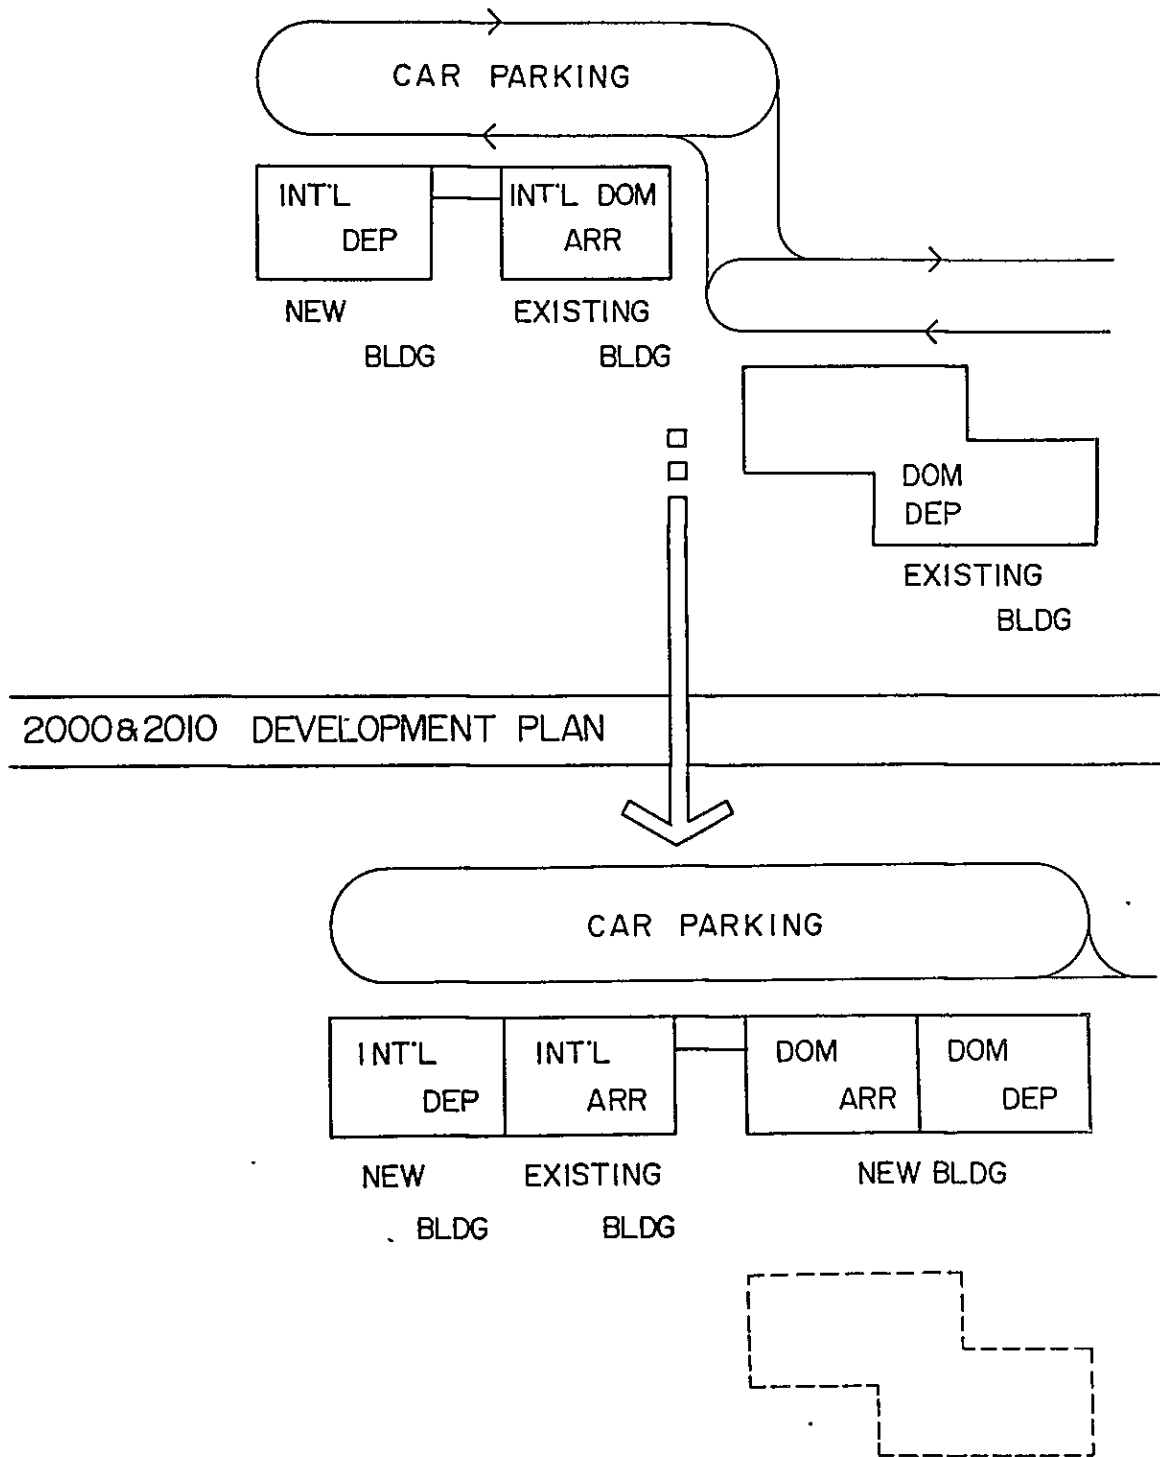 CAR PARKING
INT'L
DEP
INT'L DOM
ARR
NEW
BLDG
EXISTING
BLDG
DOM
DEP
EXISTING
BLDG
2000&2010 DEVELOPMENT PLAN
CAR PARKING
INT'L
DEP
INT'L
ARR
DOM
ARR
DOM
DEP
NEW
BLDG
EXISTING
BLDG
NEW BLDG